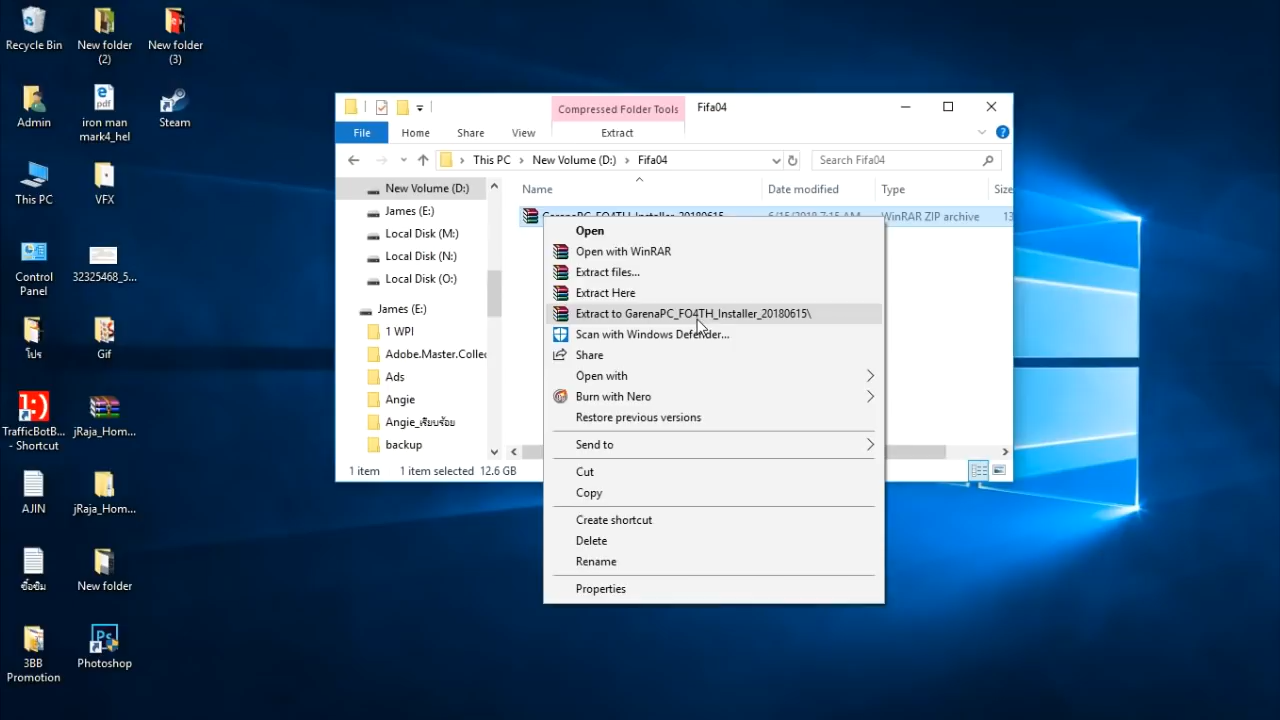 Recycle Bin
New folder
(2)
New folder
(3)
Admin
iron man
mark4_hel
Steam
This PC
VFX
Control
Panel
32325468_5...
โปร
Gif
TrafficBotB...
- Shortcut
jRaja_Hom...
AJIN
jRaja_Hom...
ซื้อซิม
New folder
3BB
Promotion
Photoshop
Compressed Folder Tools
Fifa04
File
Home
Share
View
Extract
This PC > New Volume (D:) > Fifa04
Search Fifa04
New Volume (D:)
James (E:)
Local Disk (M:)
Local Disk (N:)
Local Disk (O:)
James (E:)
1 WPI
Adobe.Master.Collec
Ads
Angie
Angie_เรียบร้อย
backup
Name
Date modified
Type
Size
GarenaPC_FO4TH_Installer_20180615
6/15/2018 7:15 AM
WinRAR ZIP archive
13
Open
Open with WinRAR
Extract files...
Extract Here
Extract to GarenaPC_FO4TH_Installer_20180615\
Scan with Windows Defender...
Share
Open with
Burn with Nero
Restore previous versions
Send to
Cut
Copy
Create shortcut
Delete
Rename
Properties
1 item
1 item selected 12.6 GB